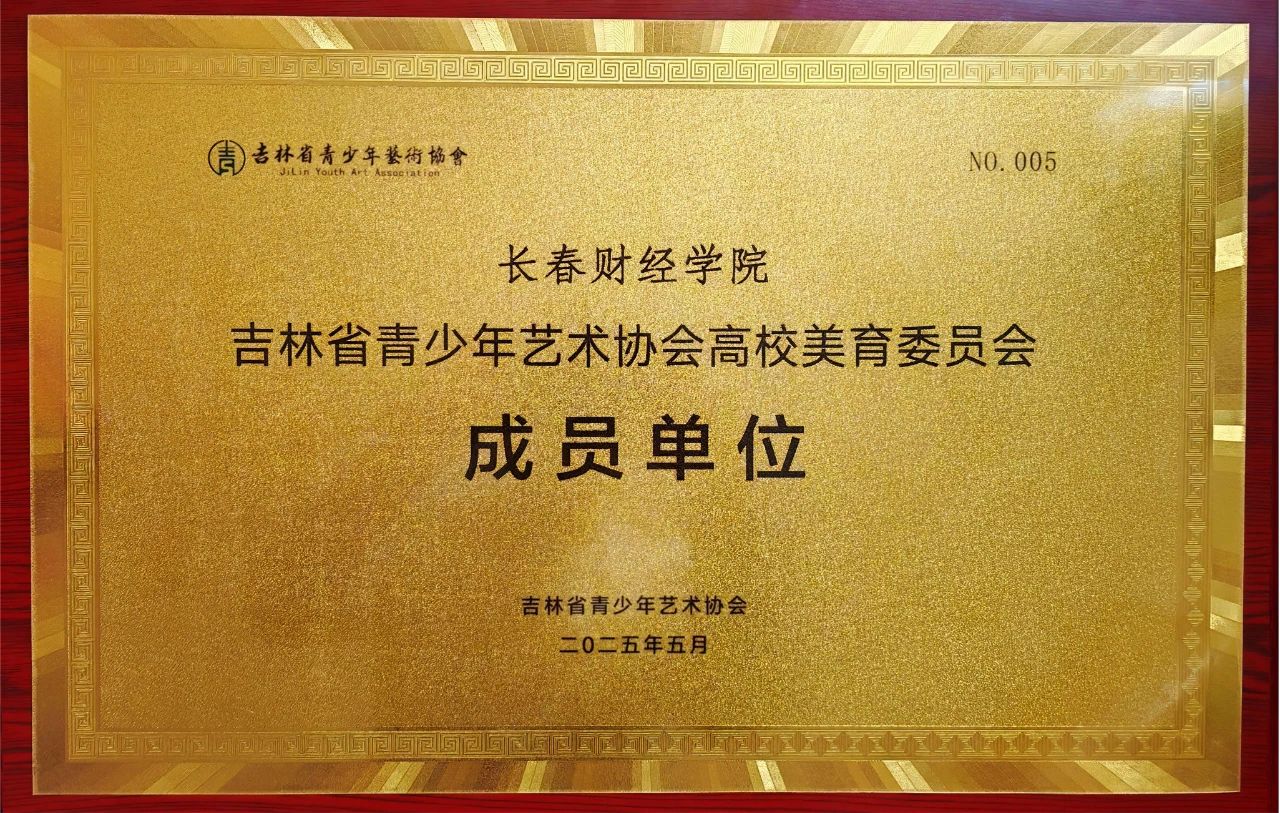 青
吉林省青少年藝術協會
JiLin Youth Art Association
NO.005
长春财经学院
吉林省青少年艺术协会高校美育委员会
成员单位
吉林省青少年艺术协会
二〇二五年五月